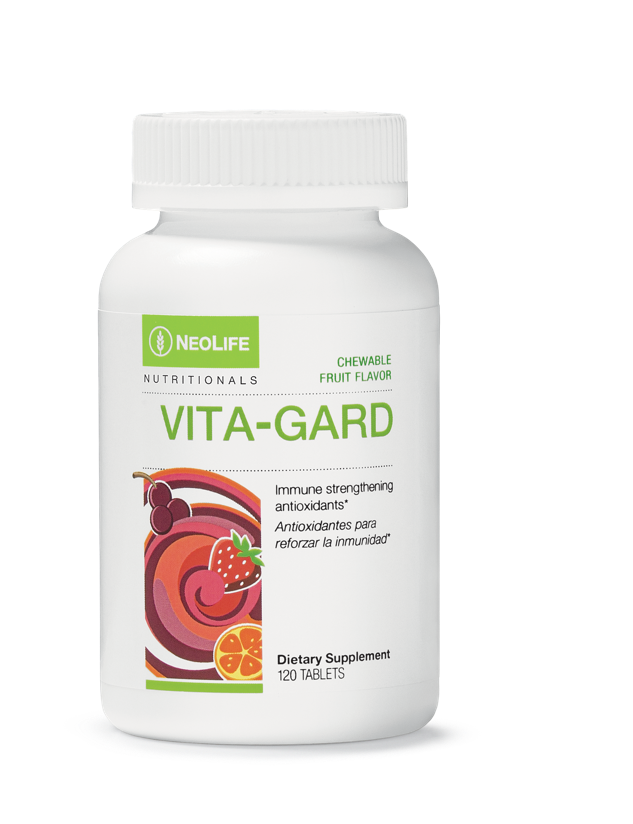 NEOLIFE
NUTRITIONALS
CHEWABLE
FRUIT FLAVOR
VITA-GARD
Immune strengthening
antioxidants*
Antioxidantes para
reforzar la inmunidad*
Dietary Supplement
120 TABLETS